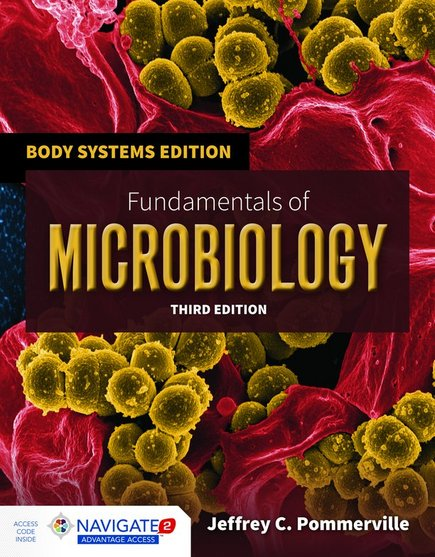 BODY SYSTEMS EDITION
Fundamentals of
MICROBIOLOGY
THIRD EDITION
ACCESS
CODE
INSIDE
NAVIGATE 2
ADVANTAGE ACCESS
Jeffrey C. Pommerville